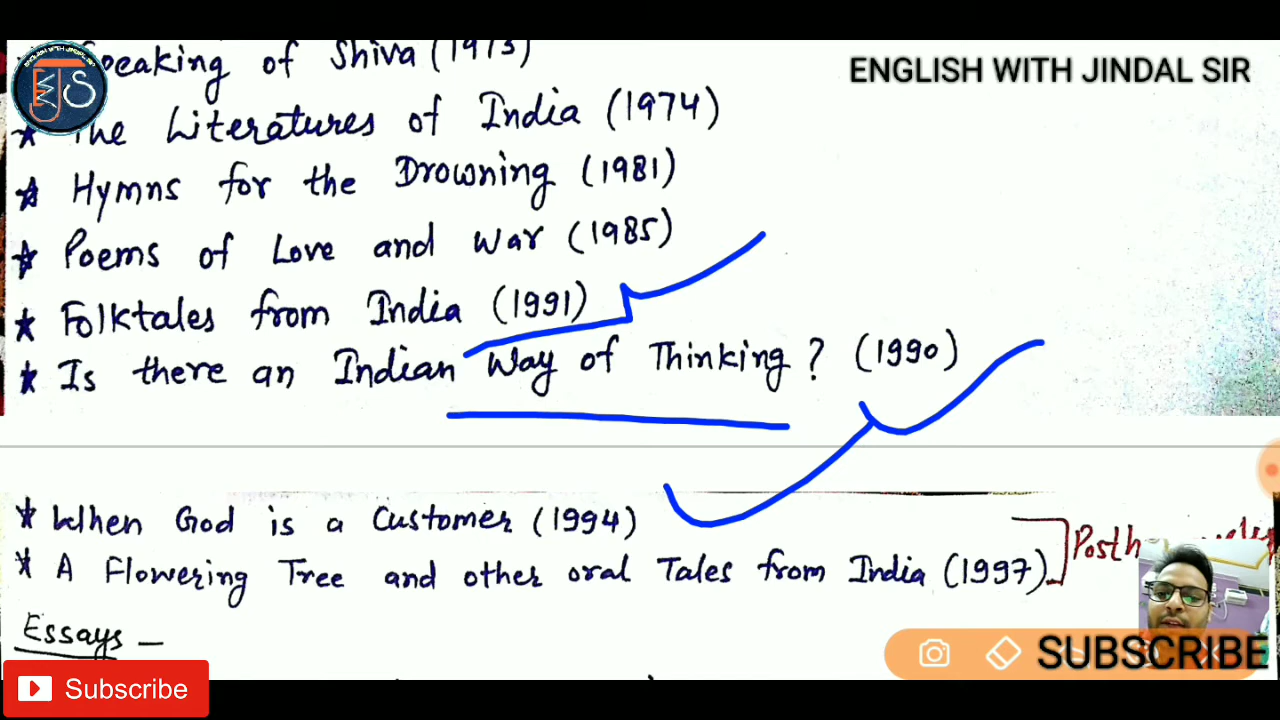 Speaking of Shiva (1973)
ENGLISH WITH JINDAL SIR
* The Literatures of India (1974)
* Hymns for the Drowning (1981)
* Poems of Love and War (1985)
* Folktales from India (1991)
* Is there an Indian Way of Thinking? (1990)
* When God is a Customer (1994)
* A Flowering Tree and other oral Tales from India (1997)
Essays -
SUBSCRIBE
Subscribe